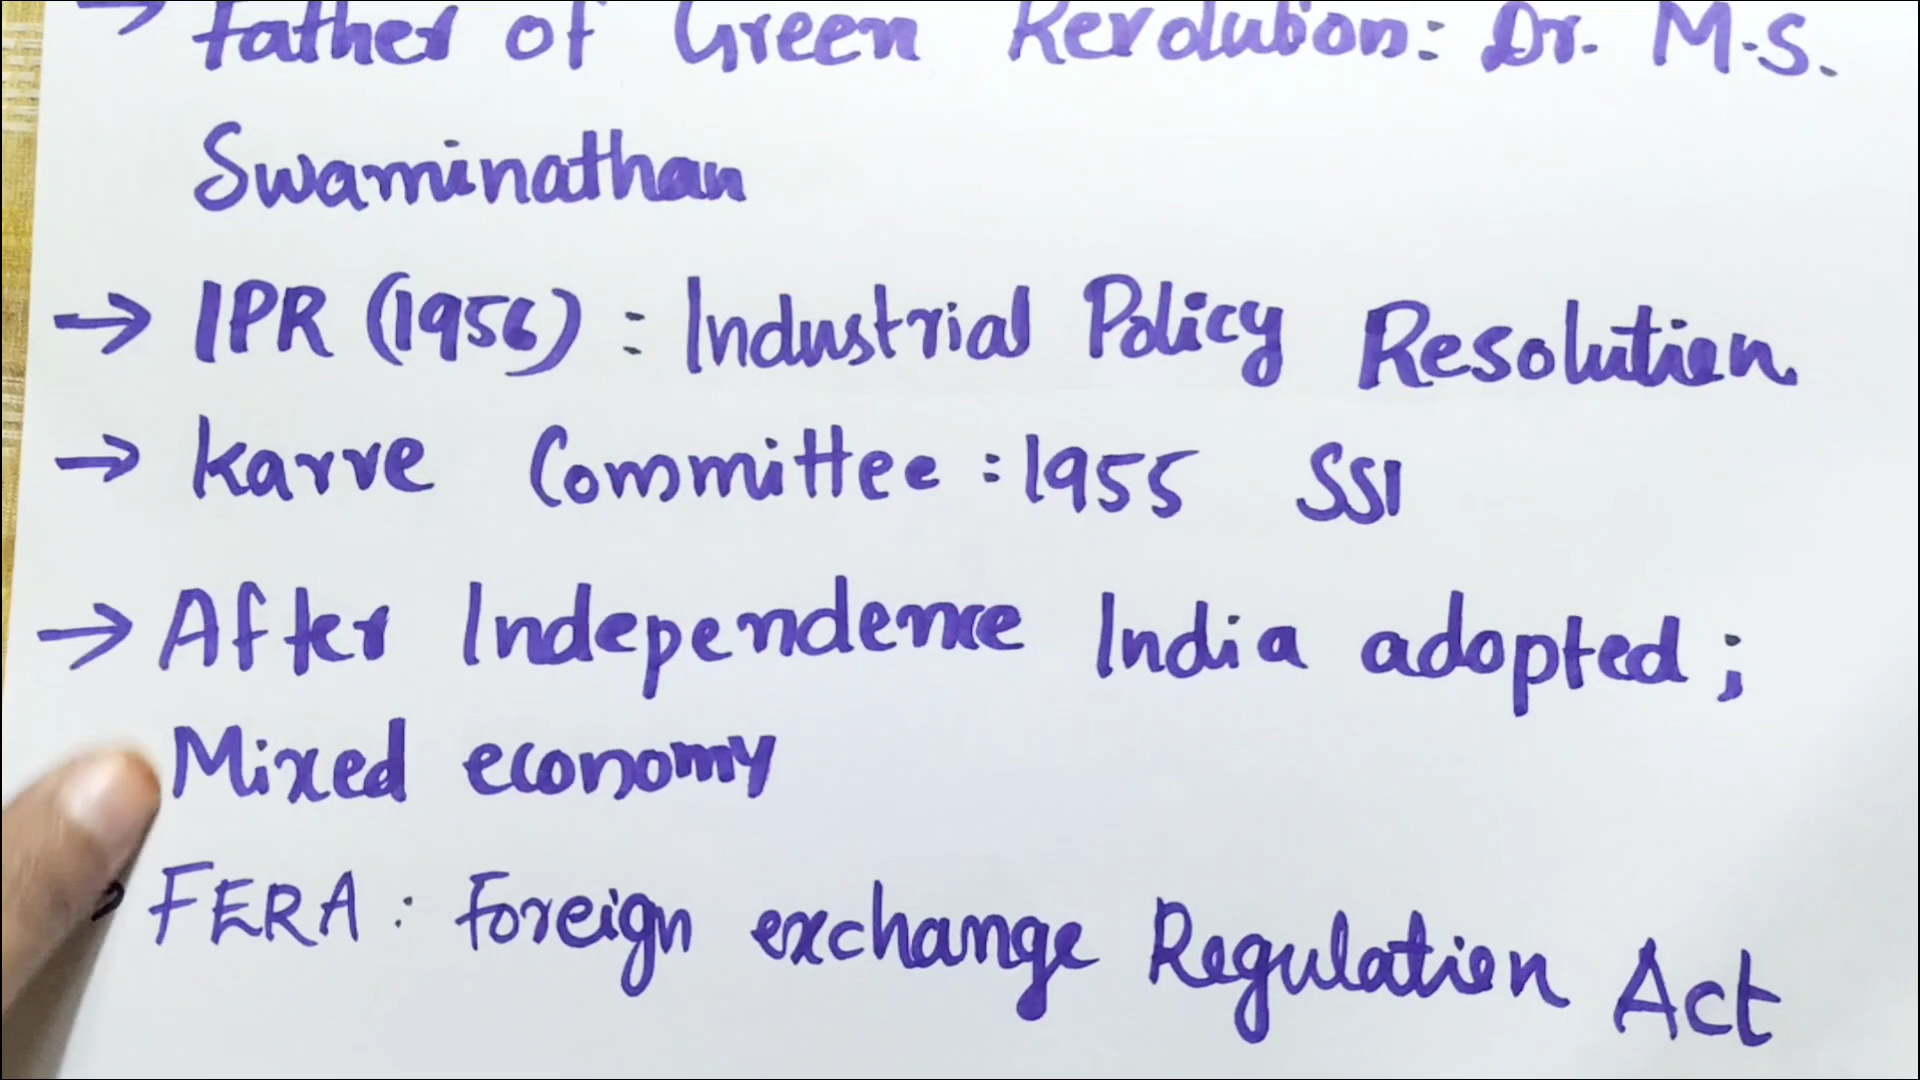 → Father of Green Revolution: Dr. M.S.
Swaminathan
→ IPR (1956) : Industrial Policy Resolution
→ Karve Committee : 1955 SSI
→ After Independence India adopted ;
Mixed economy
FERA : Foreign exchange Regulation Act